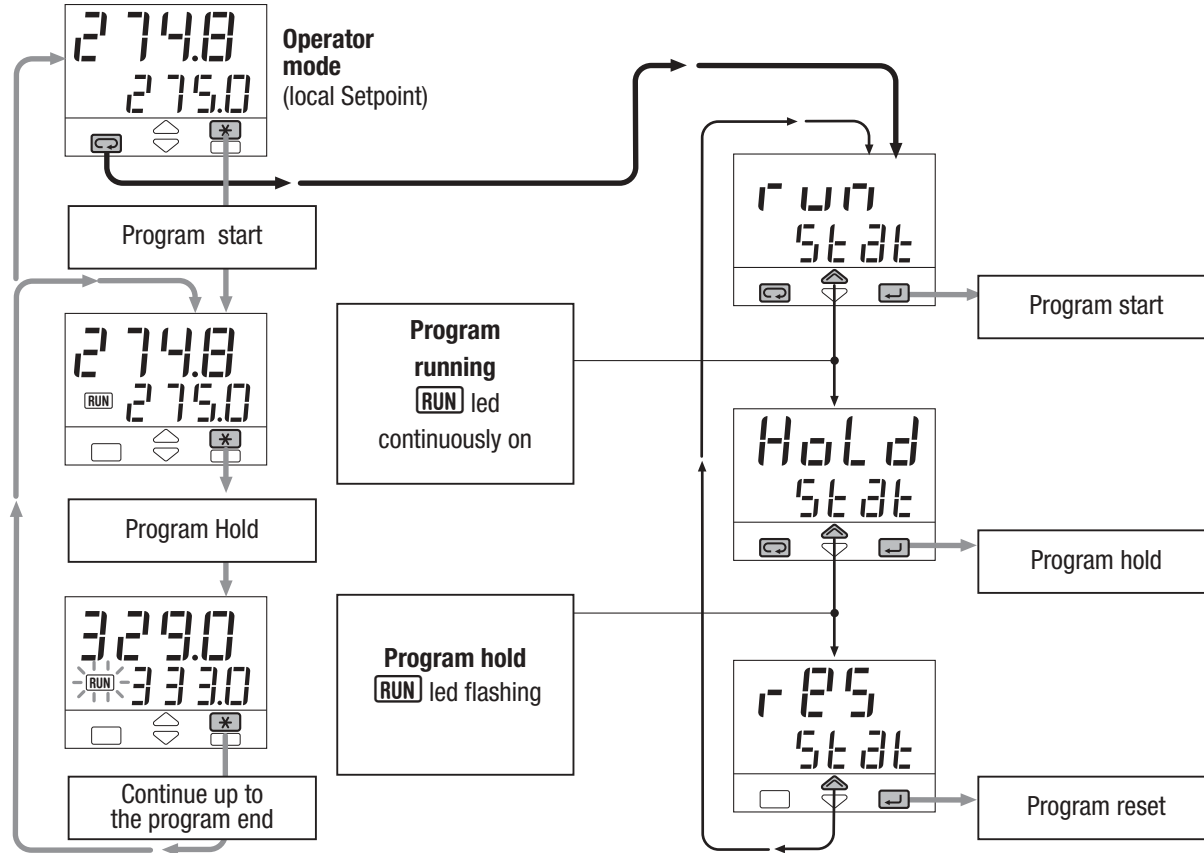 274.8
275.0
Operator
mode
(local Setpoint)
Program start
274.8
RUN 275.0
Program Hold
329.0
RUN 333.0
Continue up to
the program end
Program
running
RUN led
continuously on
Program hold
RUN led flashing
run
Stat
Program start
HoLd
Stat
Program hold
rES
Stat
Program reset